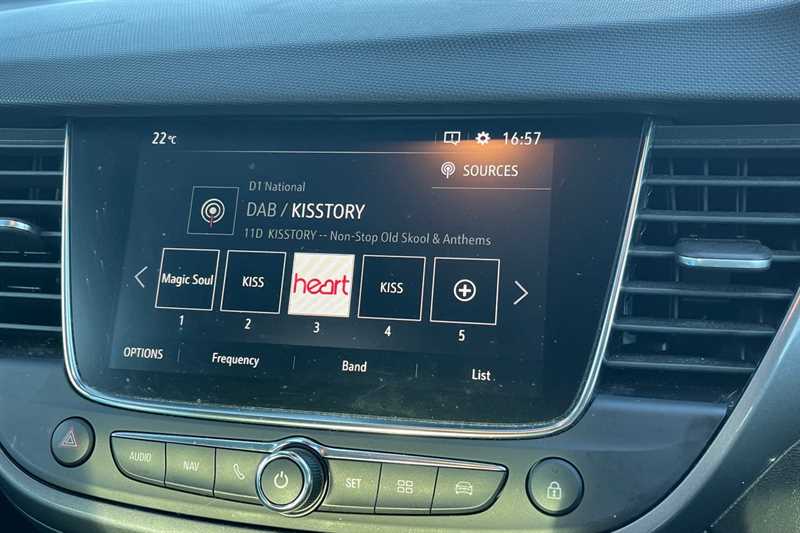 22°C 16:57
SOURCES
D1 National
DAB / KISSTORY
11D KISSTORY -- Non-Stop Old Skool & Anthems
Magic Soul KISS heart KISS
1 2 3 4 5
OPTIONS Frequency Band List
AUDIO NAV SET